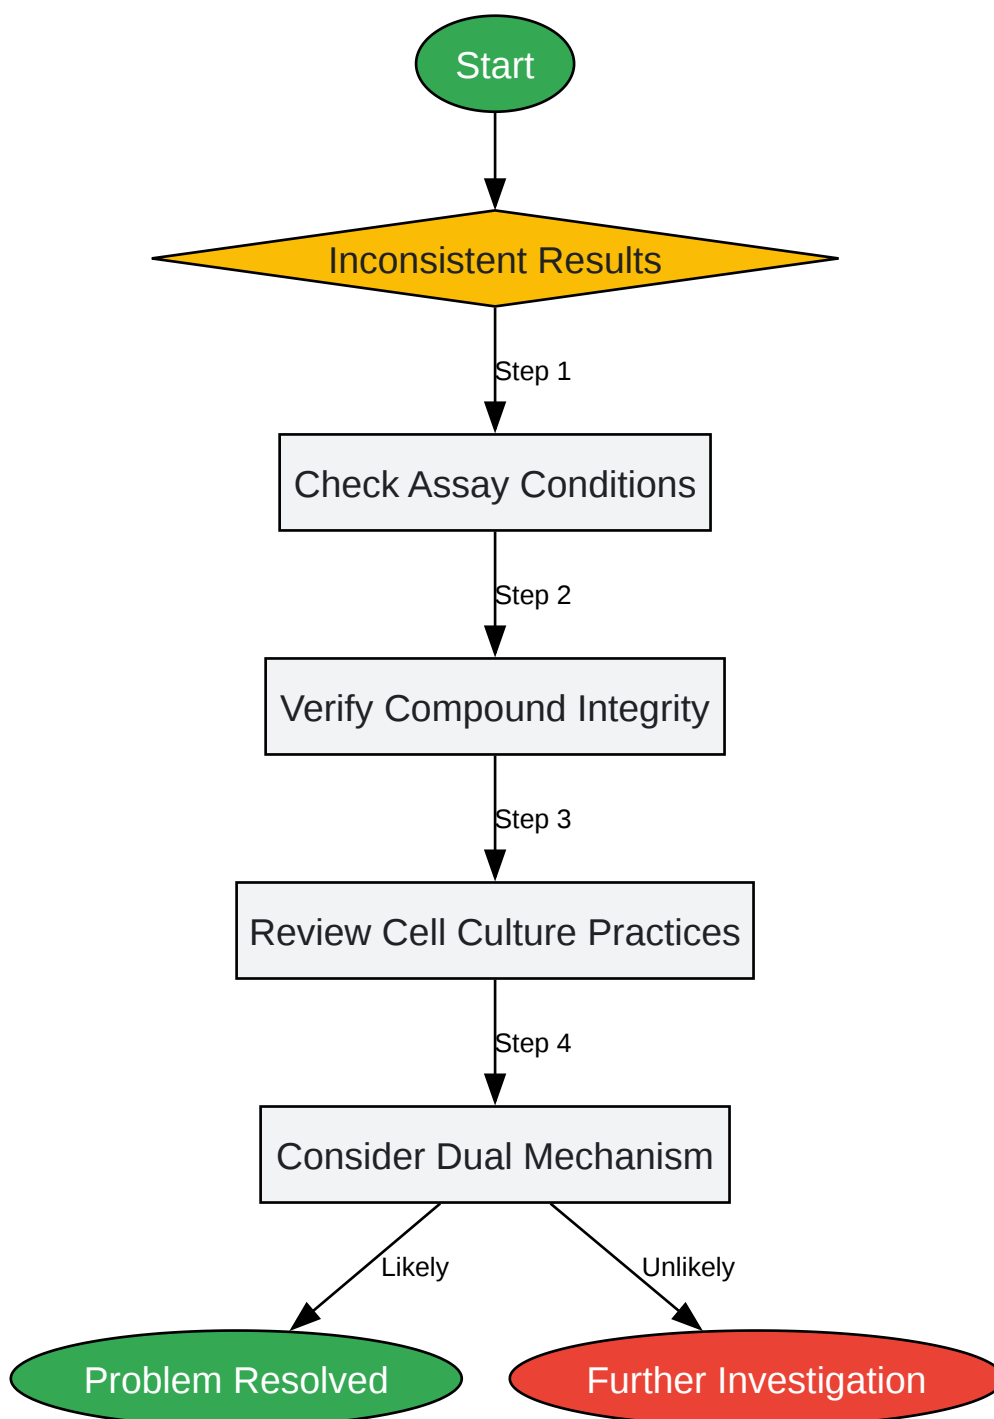 Start
Inconsistent Results
Step 1
Check Assay Conditions
Step 2
Verify Compound Integrity
Step 3
Review Cell Culture Practices
Step 4
Consider Dual Mechanism
Likely
Unlikely
Problem Resolved
Further Investigation